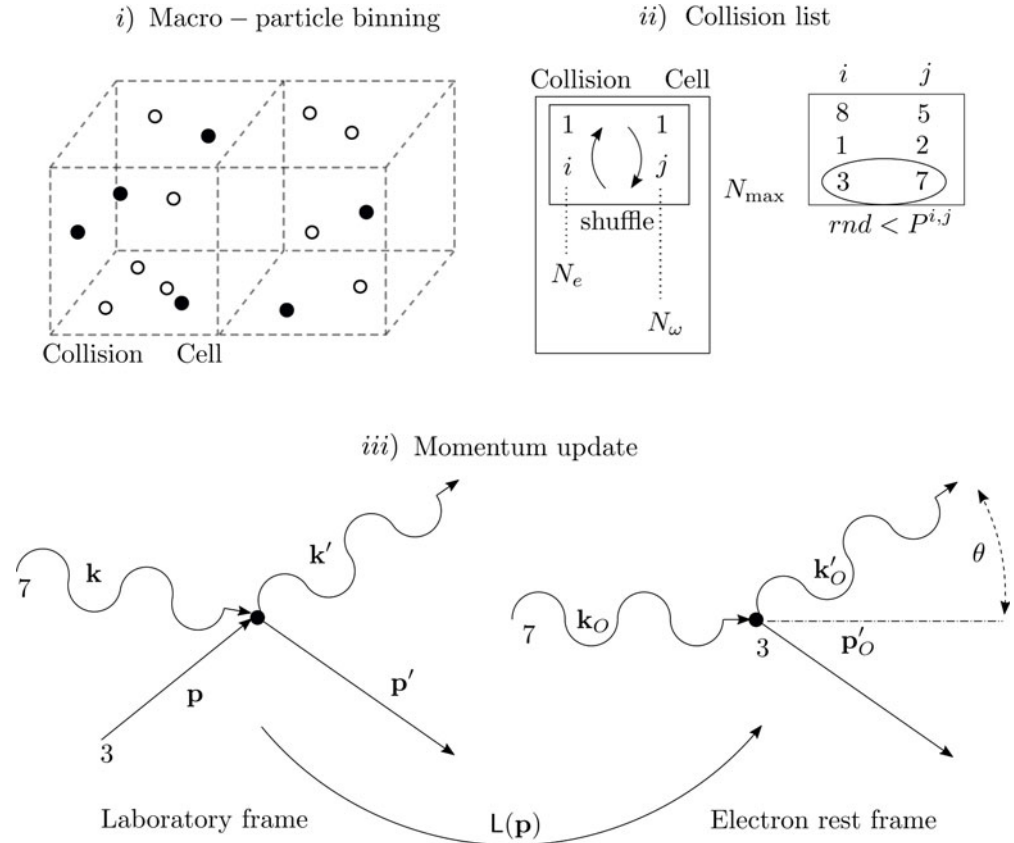 i) Macro – particle binning
Collision Cell
ii) Collision list
Collision Cell
1 1
i j
shuffle
N_e
N_ω
N_max
i j
8 5
1 2
3 7
rnd < P^{i,j}
iii) Momentum update
7 k k′
p p′
3
Laboratory frame
L(p)
7 k_O k′_O θ
3 p′_O
Electron rest frame